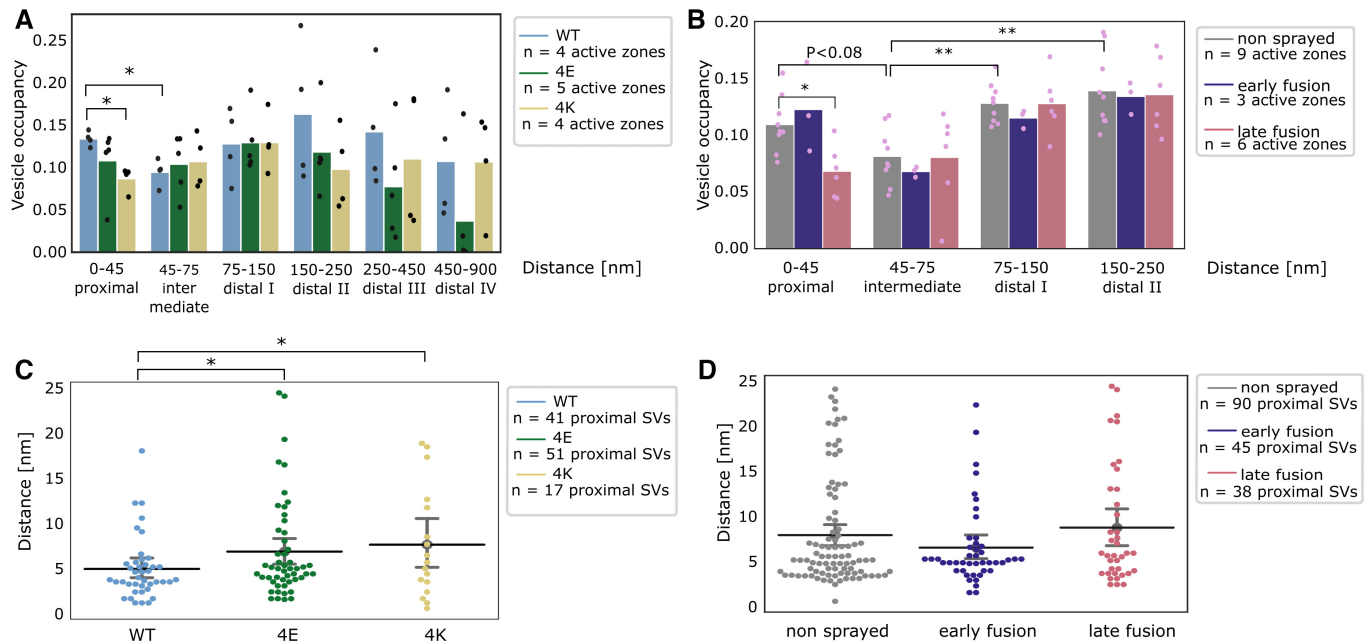 A
Vesicle occupancy
0.25
0.20
0.15
0.10
0.05
0.00
*
*
0-45
proximal
45-75
inter
mediate
75-150
distal I
150-250
distal II
250-450
distal III
450-900
distal IV
Distance [nm]
WT
n = 4 active zones
4E
n = 5 active zones
4K
n = 4 active zones
B
Vesicle occupancy
0.20
0.15
0.10
0.05
0.00
P<0.08
*
**
**
0-45
proximal
45-75
intermediate
75-150
distal I
150-250
distal II
Distance [nm]
non sprayed
n = 9 active zones
early fusion
n = 3 active zones
late fusion
n = 6 active zones
C
Distance [nm]
25
20
15
10
5
0
*
*
WT
4E
4K
WT
n = 41 proximal SVs
4E
n = 51 proximal SVs
4K
n = 17 proximal SVs
D
Distance [nm]
25
20
15
10
5
0
non sprayed
early fusion
late fusion
non sprayed
n = 90 proximal SVs
early fusion
n = 45 proximal SVs
late fusion
n = 38 proximal SVs